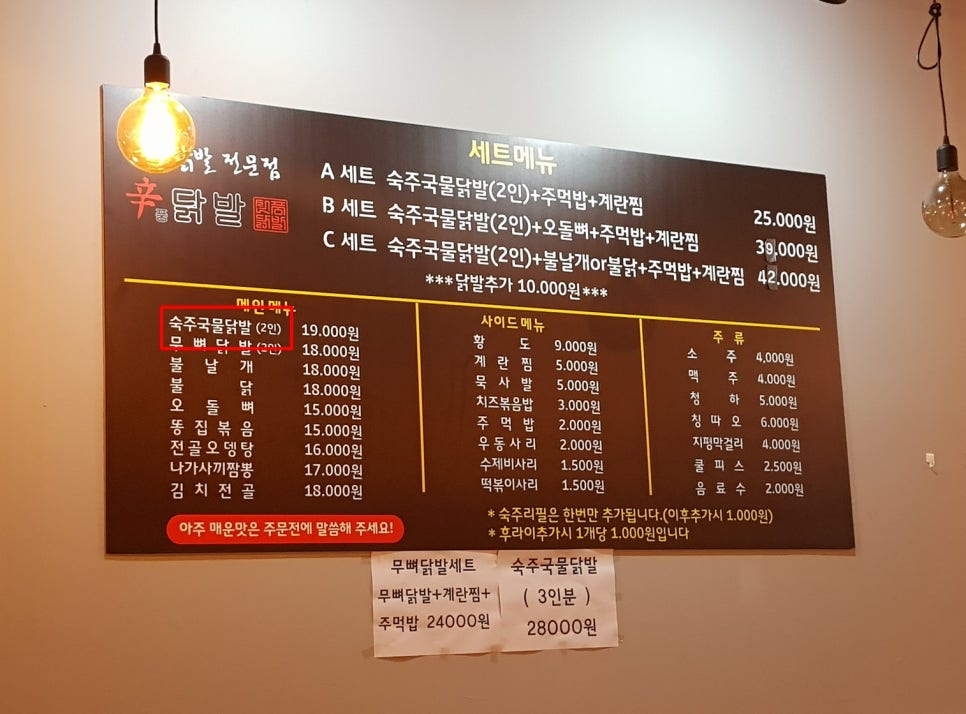 닭발 전문점
辛 닭발
세트메뉴
A 세트 숙주국물닭발(2인)+주먹밥+계란찜 25.000원
B 세트 숙주국물닭발(2인)+오돌뼈+주먹밥+계란찜 39,000원
C 세트 숙주국물닭발(2인)+불날개or불닭+주먹밥+계란찜 42.000원
***닭발추가 10.000원***
메인메뉴
숙주국물닭발 (2인) 19.000원
무뼈닭발 (2인) 18.000원
불날개 18.000원
불닭 18.000원
오돌뼈 15.000원
똥집볶음 15.000원
전골오뎅탕 16.000원
나가사끼짬뽕 17.000원
김치전골 18.000원
아주 매운맛은 주문전에 말씀해 주세요!
사이드메뉴
황도 9.000원
계란찜 5.000원
묵사발 5.000원
치즈볶음밥 3.000원
주먹밥 2.000원
우동사리 2.000원
수제비사리 1.500원
떡볶이사리 1.500원
주류
소주 4,000원
맥주 4.000원
청하 5.000원
칭따오 6.000원
지평막걸리 4.000원
쿨피스 2.500원
음료수 2.000원
* 숙주리필은 한번만 추가됩니다.(이후추가시 1.000원)
* 후라이추가시 1개당 1.000원입니다
무뼈닭발세트
무뼈닭발+계란찜+
주먹밥 24000원
숙주국물닭발
( 3인분 )
28000원